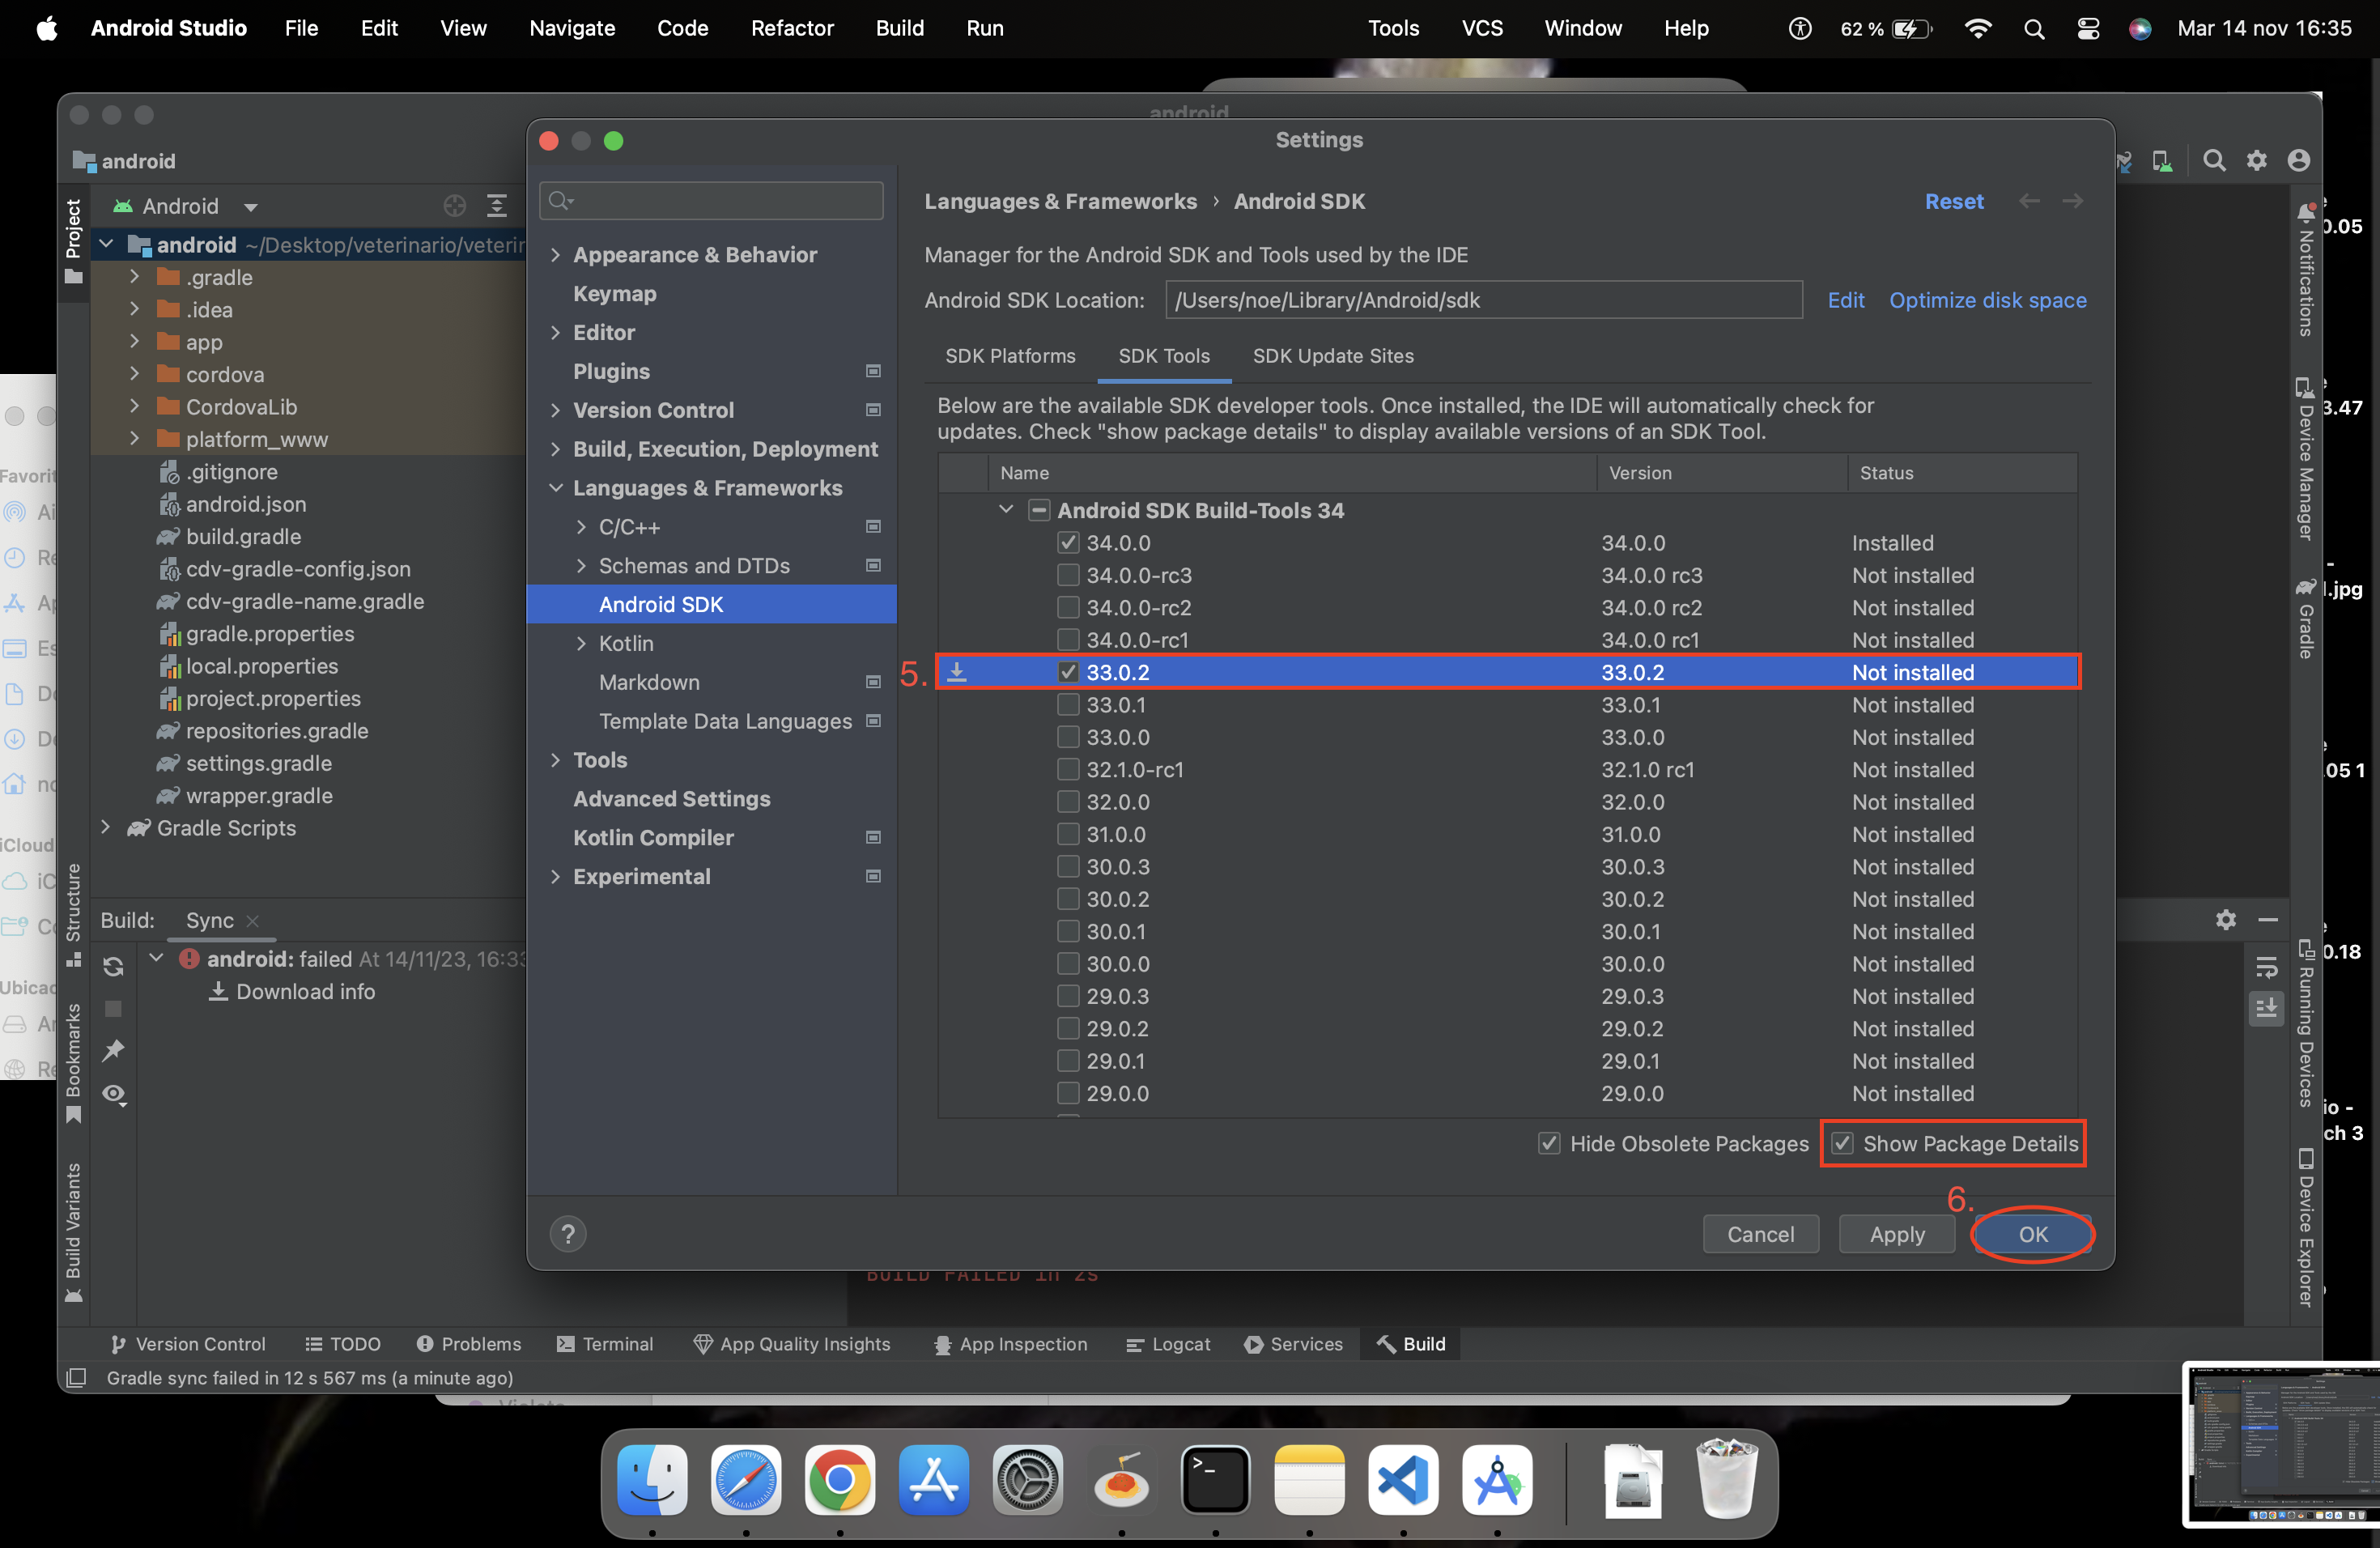 Android Studio File Edit View Navigate Code Refactor Build Run Tools VCS Window Help 62 % Mar 14 nov 16:35
android
Settings
android
Languages & Frameworks › Android SDK Reset
Manager for the Android SDK and Tools used by the IDE
Android SDK Location: /Users/noe/Library/Android/sdk Edit Optimize disk space
SDK Platforms SDK Tools SDK Update Sites
Below are the available SDK developer tools. Once installed, the IDE will automatically check for
updates. Check "show package details" to display available versions of an SDK Tool.
Name Version Status
Android SDK Build-Tools 34
34.0.0 34.0.0 Installed
34.0.0-rc3 34.0.0 rc3 Not installed
34.0.0-rc2 34.0.0 rc2 Not installed
34.0.0-rc1 34.0.0 rc1 Not installed
5. 33.0.2 33.0.2 Not installed
33.0.1 33.0.1 Not installed
33.0.0 33.0.0 Not installed
32.1.0-rc1 32.1.0 rc1 Not installed
32.0.0 32.0.0 Not installed
31.0.0 31.0.0 Not installed
30.0.3 30.0.3 Not installed
30.0.2 30.0.2 Not installed
30.0.1 30.0.1 Not installed
30.0.0 30.0.0 Not installed
29.0.3 29.0.3 Not installed
29.0.2 29.0.2 Not installed
29.0.1 29.0.1 Not installed
29.0.0 29.0.0 Not installed
Hide Obsolete Packages Show Package Details
6.
? Cancel Apply OK
Appearance & Behavior
Keymap
Editor
Plugins
Version Control
Build, Execution, Deployment
Languages & Frameworks
C/C++
Schemas and DTDs
Android SDK
Kotlin
Markdown
Template Data Languages
Tools
Advanced Settings
Kotlin Compiler
Experimental
Project
Android
android ~/Desktop/veterinario/veterir
.gradle
.idea
app
cordova
CordovaLib
platform_www
.gitignore
android.json
build.gradle
cdv-gradle-config.json
cdv-gradle-name.gradle
gradle.properties
local.properties
project.properties
repositories.gradle
settings.gradle
wrapper.gradle
Gradle Scripts
Structure
Bookmarks
Build Variants
Build: Sync
android: failed At 14/11/23, 16:33
Download info
BUILD FAILED in 2s
Notifications
Device Manager
Gradle
Running Devices
Device Explorer
Version Control TODO Problems Terminal App Quality Insights App Inspection Logcat Services Build
Gradle sync failed in 12 s 567 ms (a minute ago)
Favorit
Ai
Re
Ap
Es
Do
De
no
iCloud
iC
Co
Ubicac
Ar
Re
0.05
3.47
.jpg
.05 1
0.18
io -
ch 3
Violeta